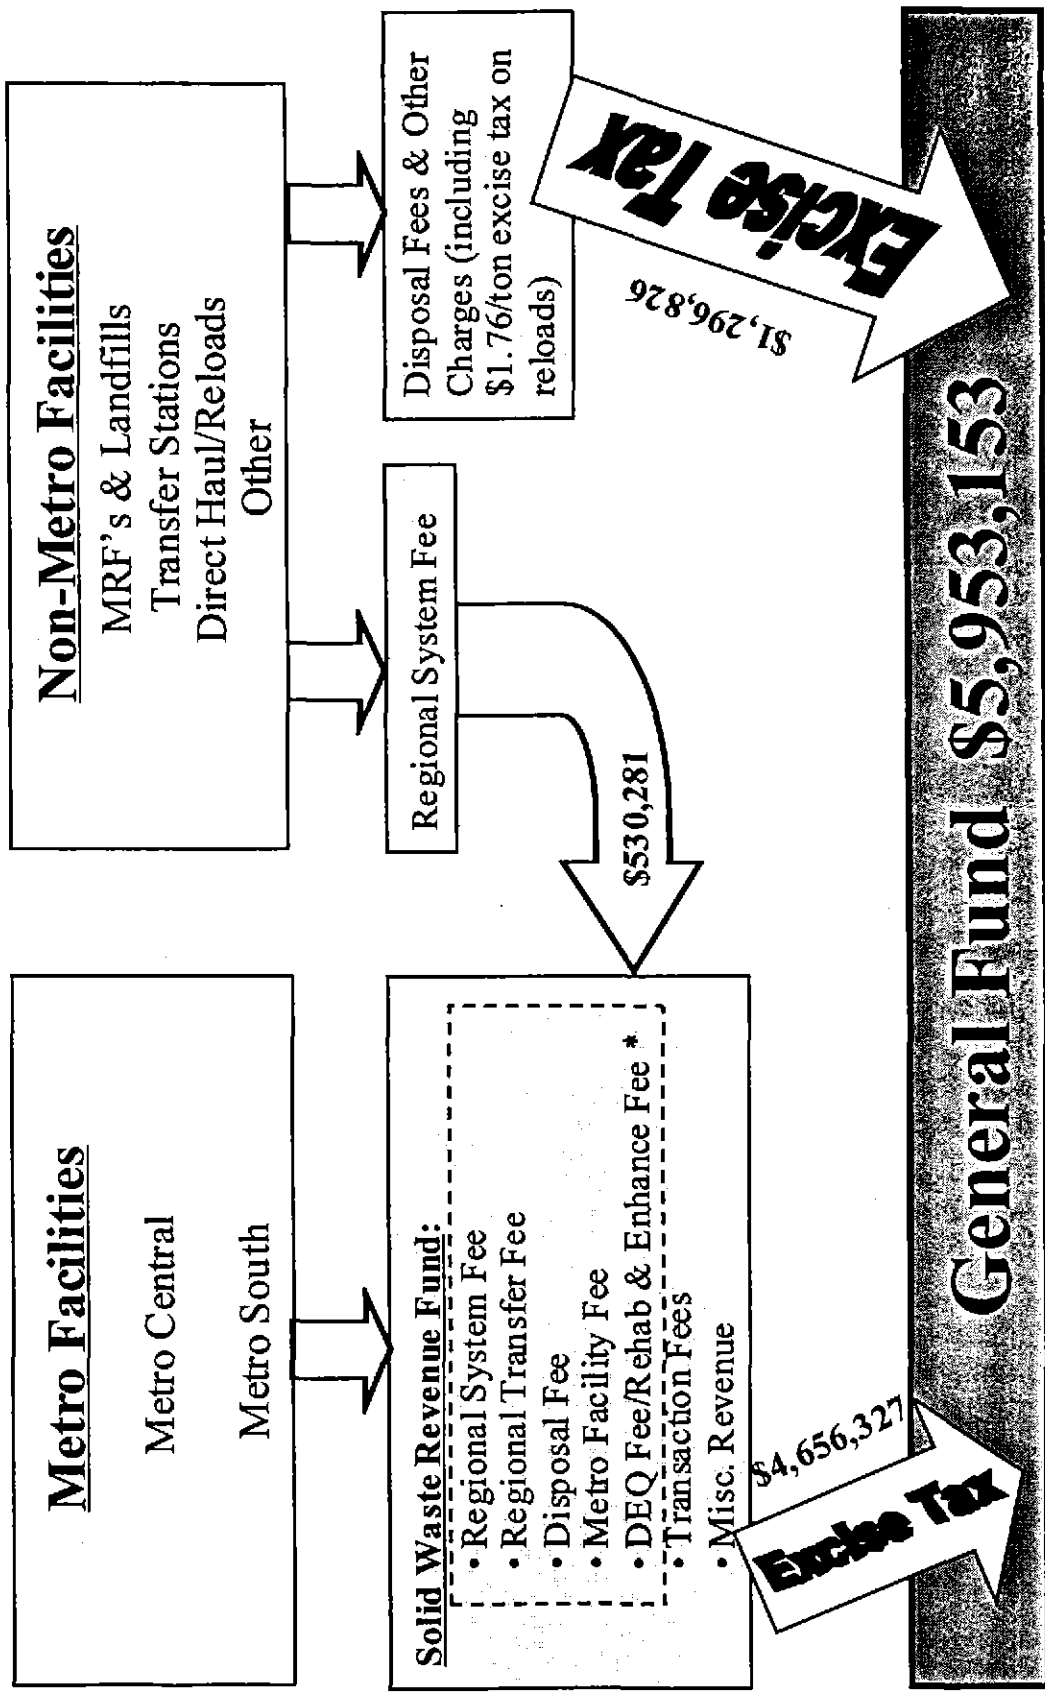 Metro Facilities
Metro Central
Metro South
Non-Metro Facilities
MRF's & Landfills
Transfer Stations
Direct Haul/Reloads
Other
Solid Waste Revenue Fund:
• Regional System Fee
• Regional Transfer Fee
• Disposal Fee
• Metro Facility Fee
• DEQ Fee/Rehab & Enhance Fee *
• Transaction Fees
• Misc. Revenue
Regional System Fee
$530,281
Disposal Fees & Other
Charges (including
$1.76/ton excise tax on
reloads)
Excise Tax
$4,656,327
Excise Tax
$1,296,826
General Fund $5,953,153